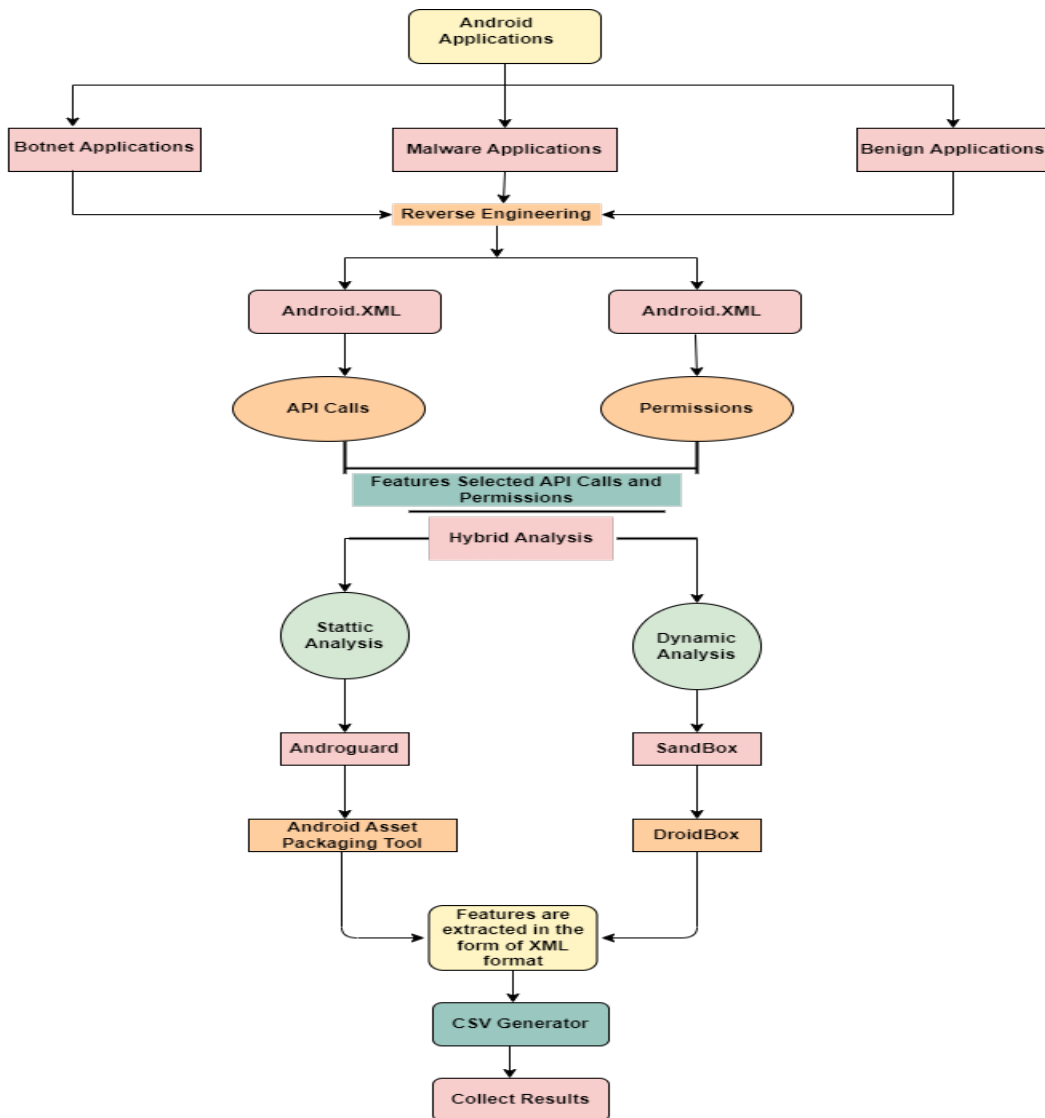 Android
Applications
Botnet Applications
Malware Applications
Benign Applications
Reverse Engineering
Android.XML
Android.XML
API Calls
Permissions
Features Selected API Calls and
Permissions
Hybrid Analysis
Stattic
Analysis
Dynamic
Analysis
Androguard
SandBox
Android Asset
Packaging Tool
DroidBox
Features are
extracted in the
form of XML
format
CSV Generator
Collect Results